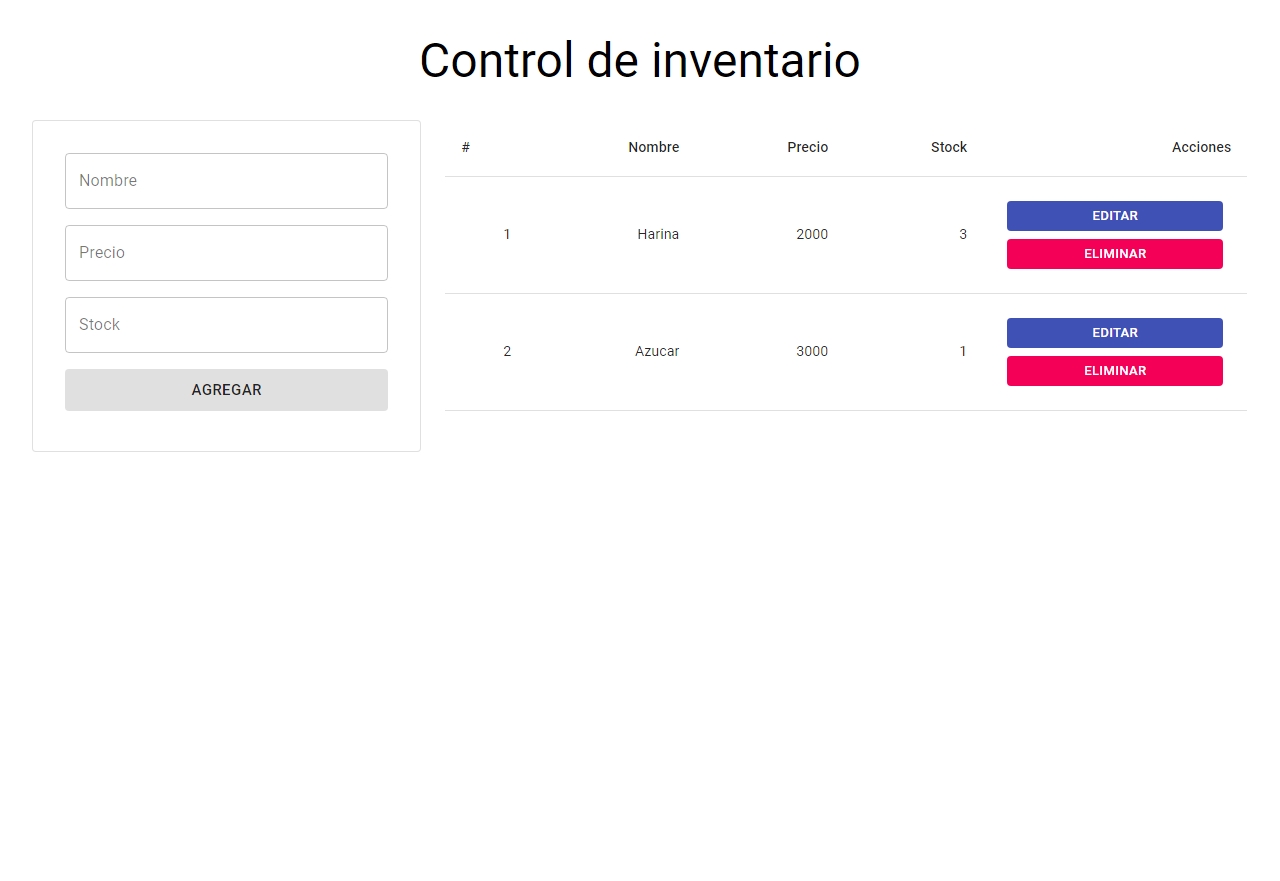 Control de inventario
Nombre
Precio
Stock
AGREGAR
# Nombre Precio Stock Acciones
1 Harina 2000 3 EDITAR
ELIMINAR
2 Azucar 3000 1 EDITAR
ELIMINAR